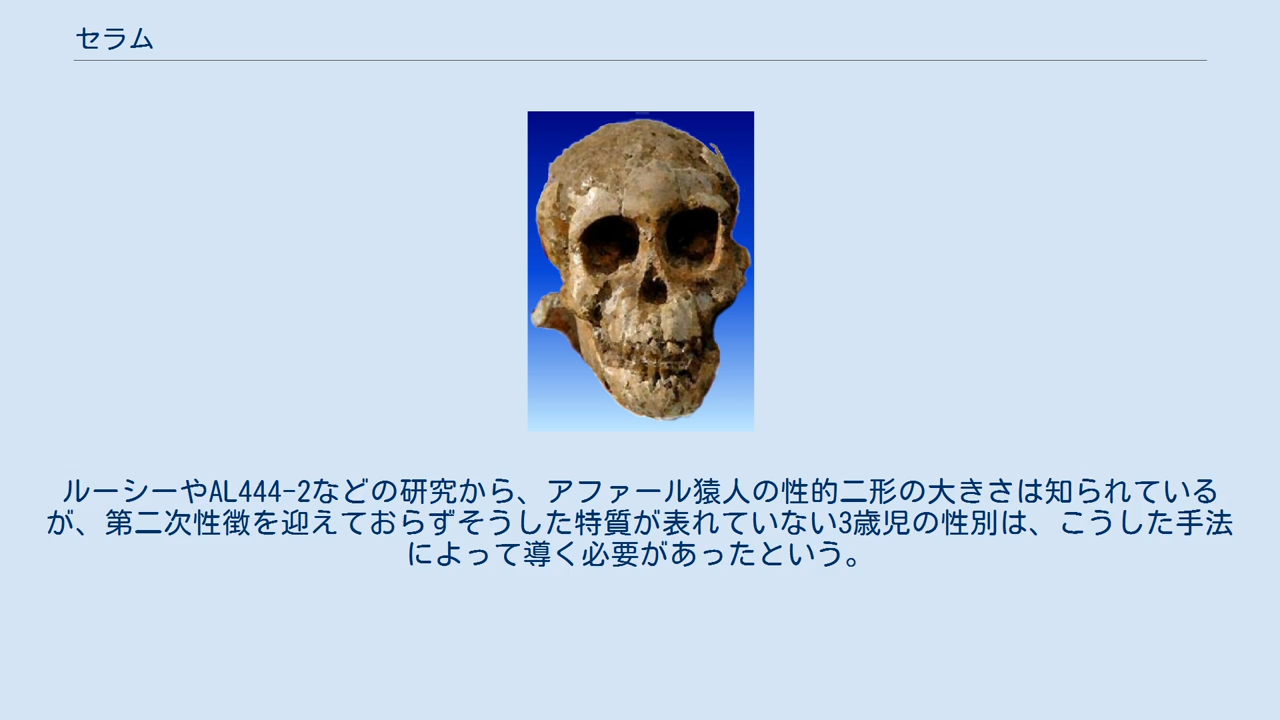 セラム
ルーシーやAL444-2などの研究から、アファール猿人の性的二形の大きさは知られている
が、第二次性徴を迎えておらずそうした特質が表れていない3歳児の性別は、こうした手法
によって導く必要があったという。